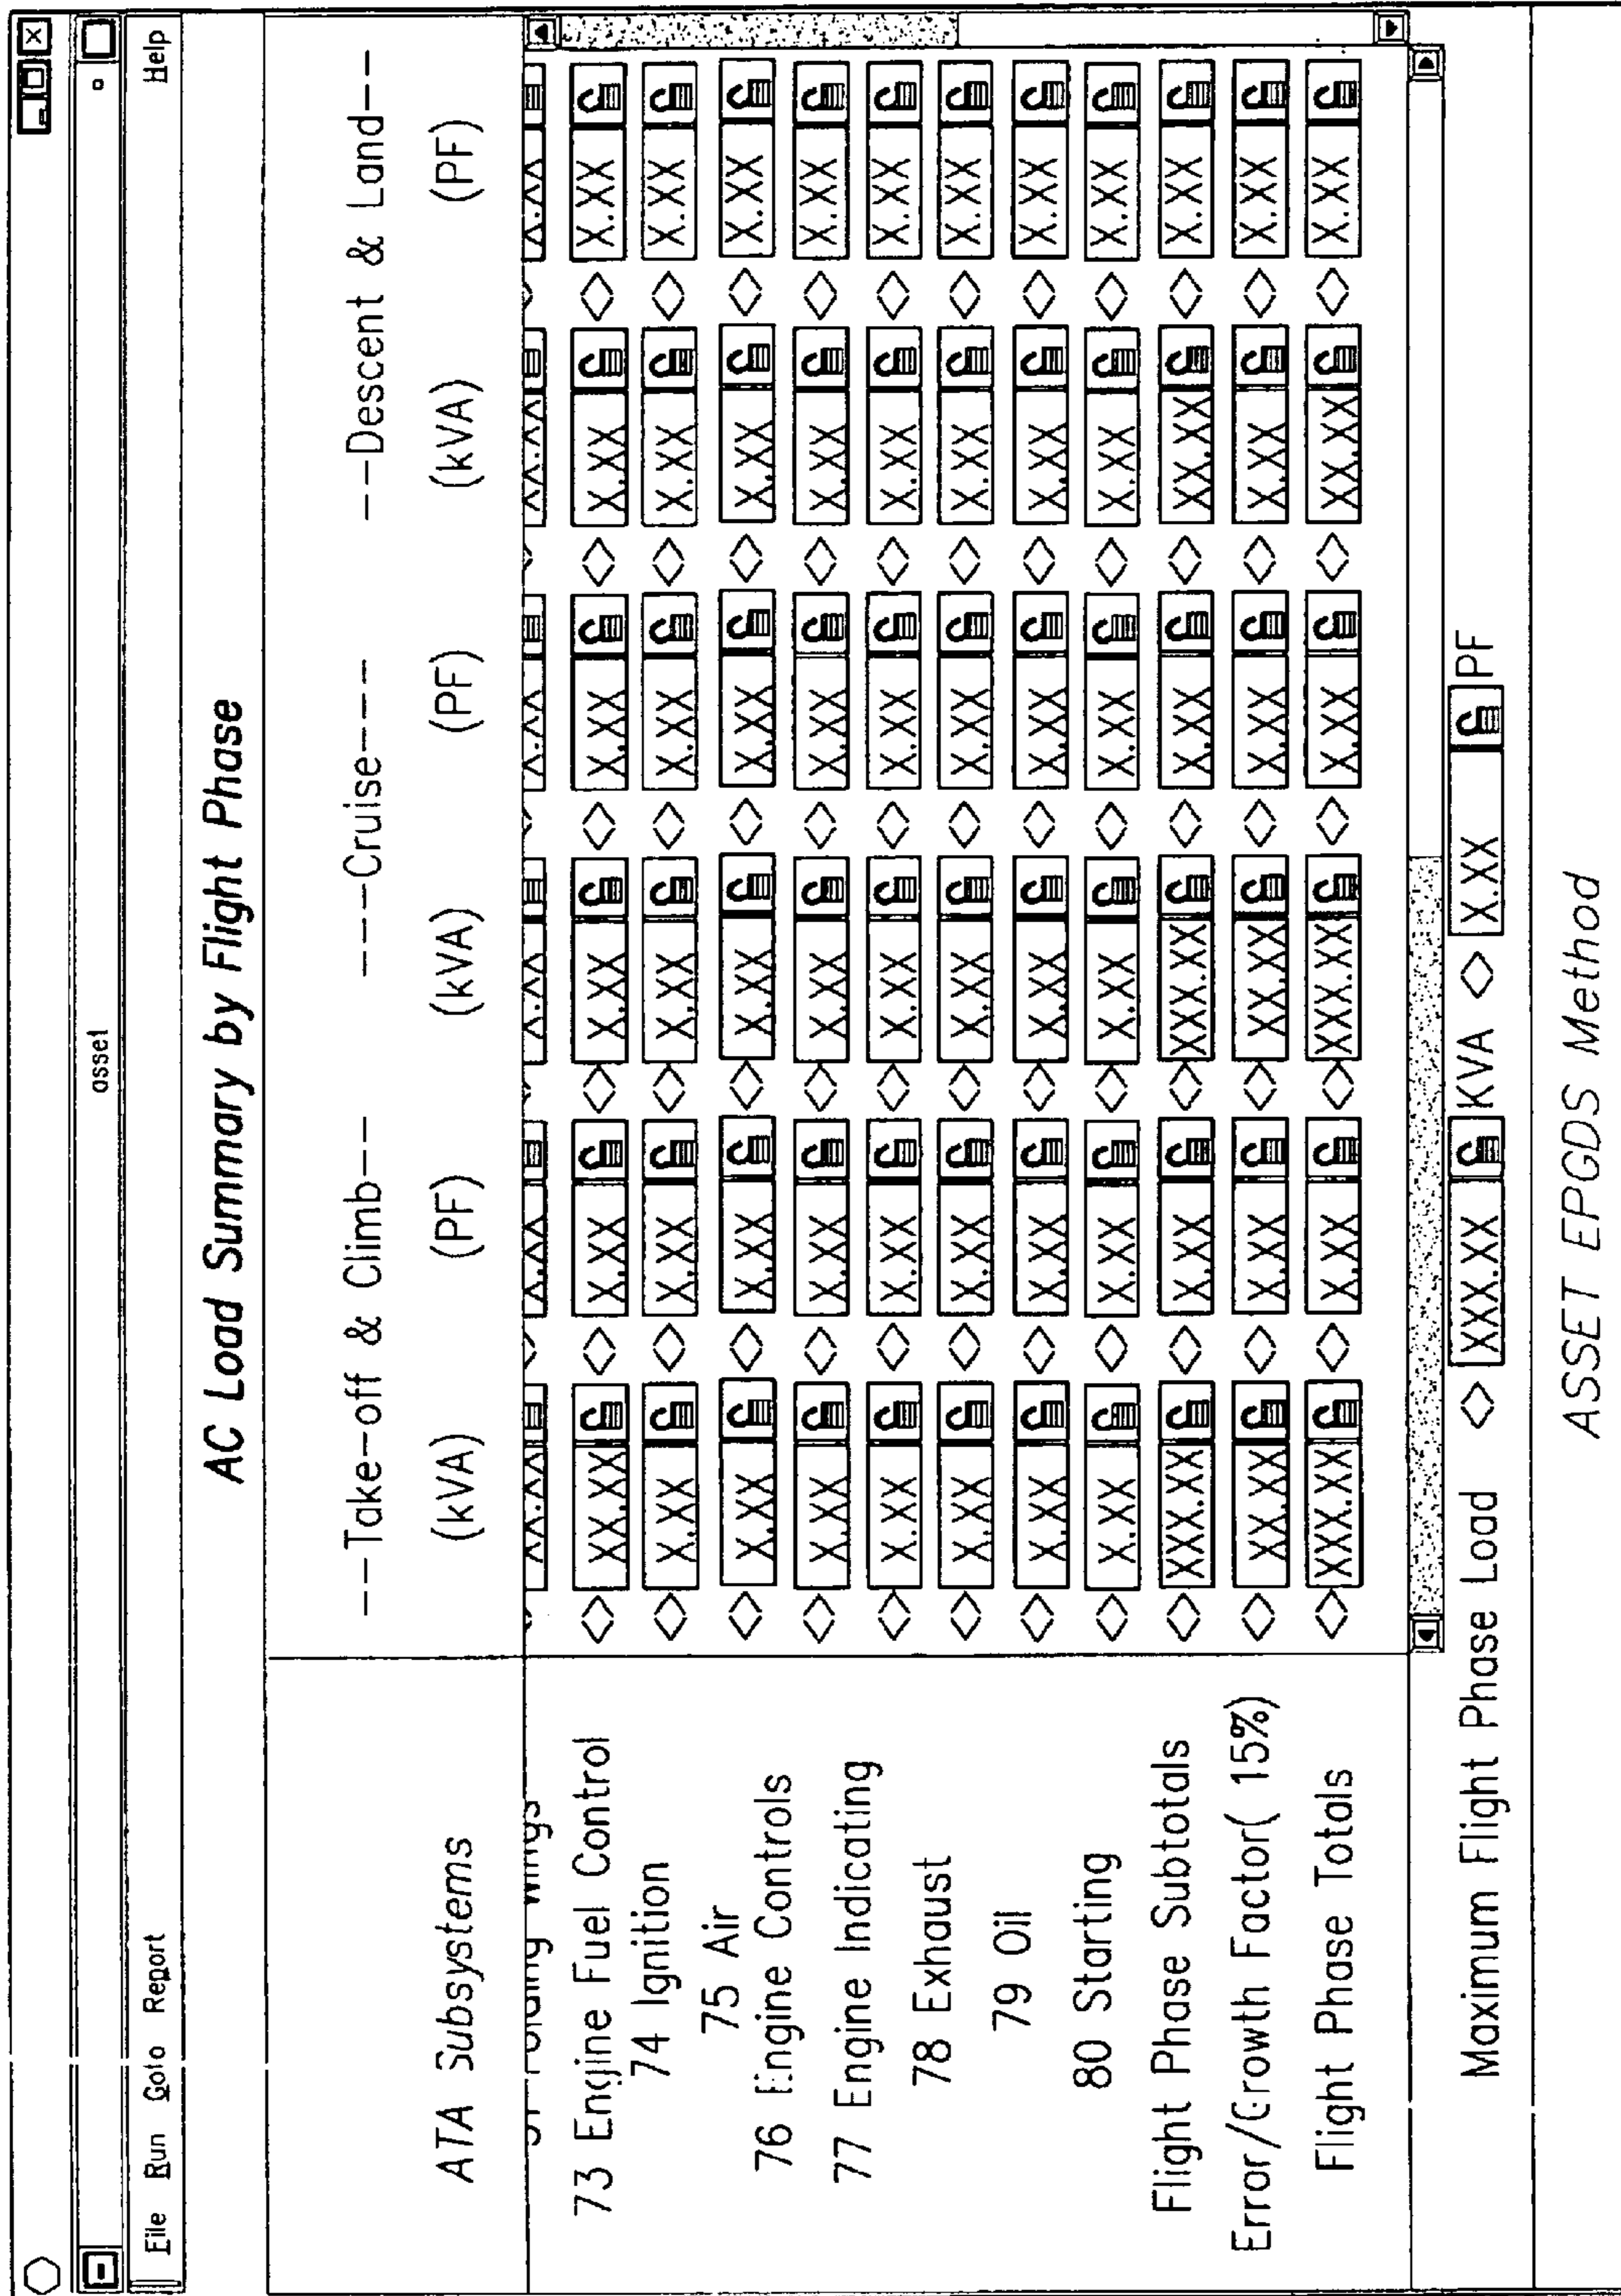 asset
File Run Goto Report Help
AC Load Summary by Flight Phase
--Take-off & Climb-- ---Cruise---- --Descent & Land--
ATA Subsystems (kVA) (PF) (kVA) (PF) (kVA) (PF)
Folding Wings
73 Engine Fuel Control XX.XX X.XX X.XX X.XX X.XX X.XX
74 Ignition X.XX X.XX X.XX X.XX X.XX X.XX
75 Air X.XX X.XX X.XX X.XX X.XX X.XX
76 Engine Controls X.XX X.XX X.XX X.XX X.XX X.XX
77 Engine Indicating X.XX X.XX X.XX X.XX X.XX X.XX
78 Exhaust X.XX X.XX X.XX X.XX X.XX X.XX
79 Oil X.XX X.XX X.XX X.XX X.XX X.XX
80 Starting X.XX X.XX X.XX X.XX X.XX X.XX
Flight Phase Subtotals XXX.XX X.XX XXX.XX X.XX XX.XX X.XX
Error/Growth Factor( 15%) XX.XX X.XX XX.XX X.XX X.XX X.XX
Flight Phase Totals XXX.XX X.XX XXX.XX X.XX XX.XX X.XX
Maximum Flight Phase Load XXX.XX KVA X.XX PF
ASSET EPGDS Method